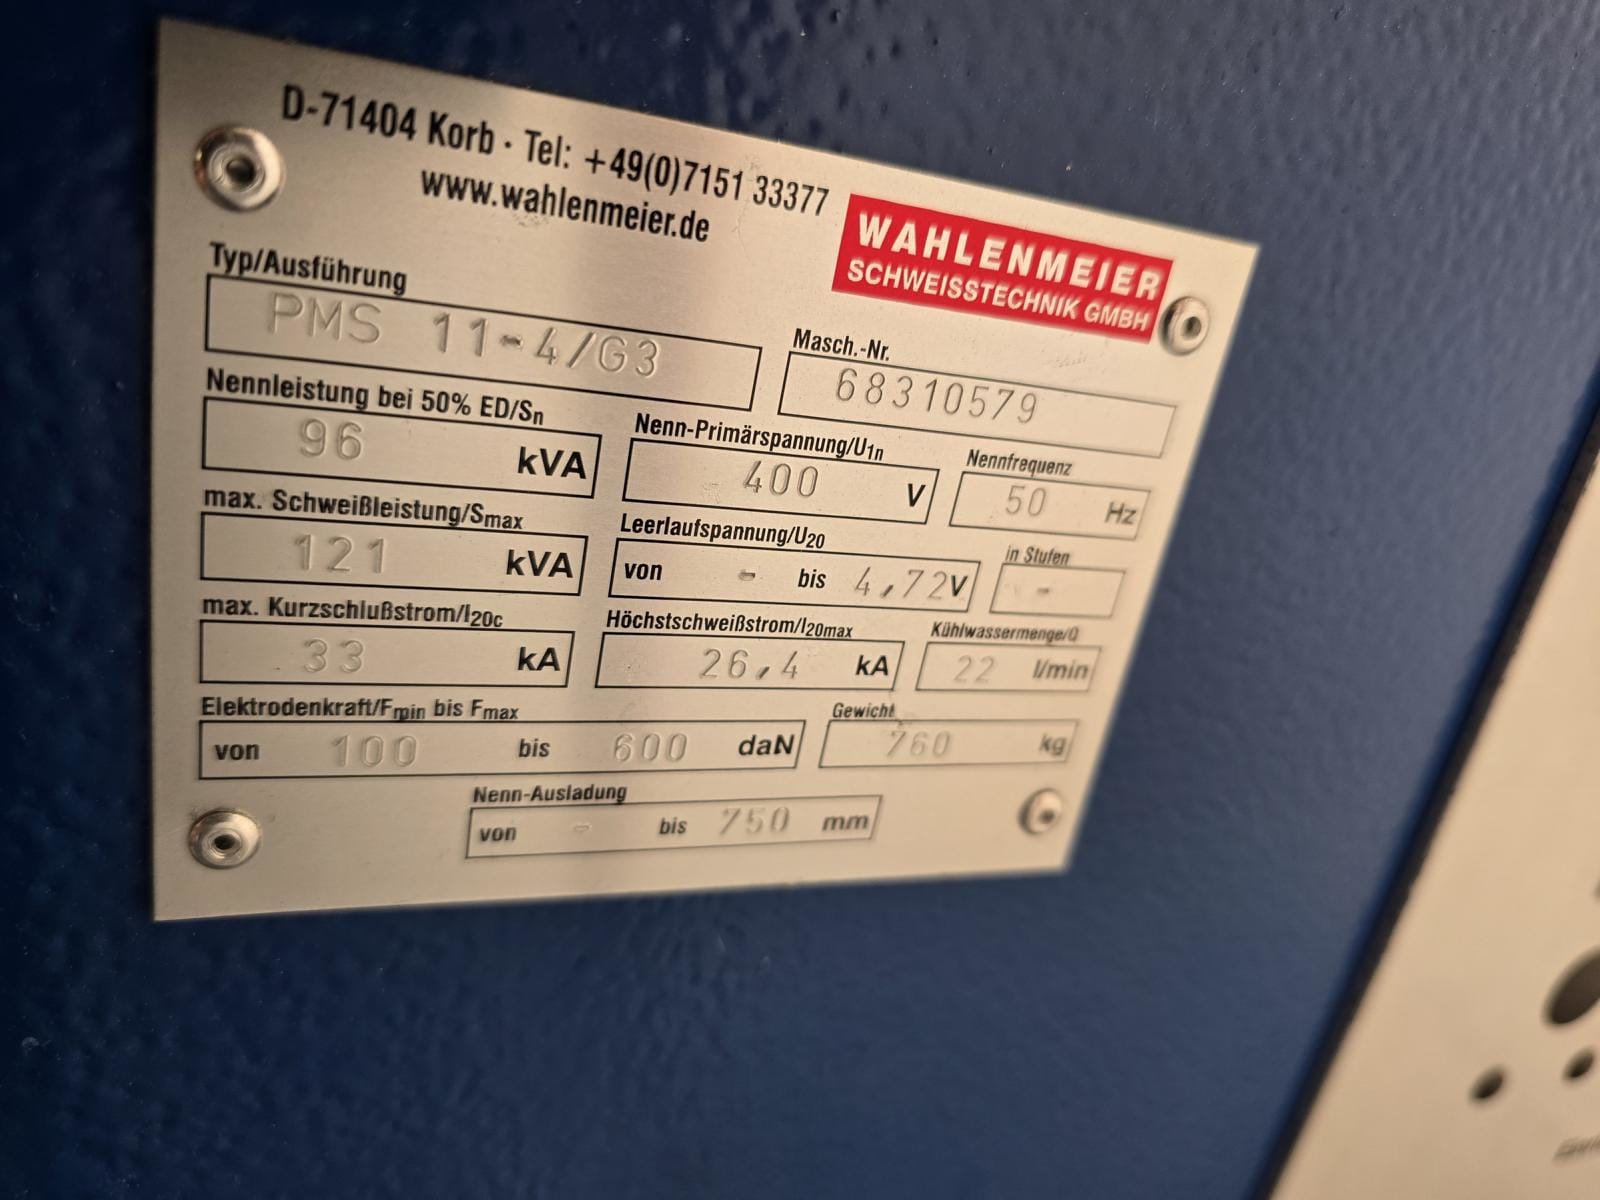 D-71404 Korb · Tel: +49(0)7151 33377
www.wahlenmeier.de
WAHLENMEIER
SCHWEISSTECHNIK GMBH
Typ/Ausführung
PMS 11-4/G3
Masch.-Nr.
68310579
Nennleistung bei 50% ED/Sn
96 kVA
Nenn-Primärspannung/U1n
400 V
Nennfrequenz
50 Hz
max. Schweißleistung/Smax
121 kVA
Leerlaufspannung/U20
von - bis 4,72V
in Stufen
-
max. Kurzschlußstrom/I20c
33 kA
Höchstschweißstrom/I20max
26,4 kA
Kühlwassermenge/Q
22 l/min
Elektrodenkraft/Fmin bis Fmax
von 100 bis 600 daN
Gewicht
760 kg
Nenn-Ausladung
von - bis 750 mm